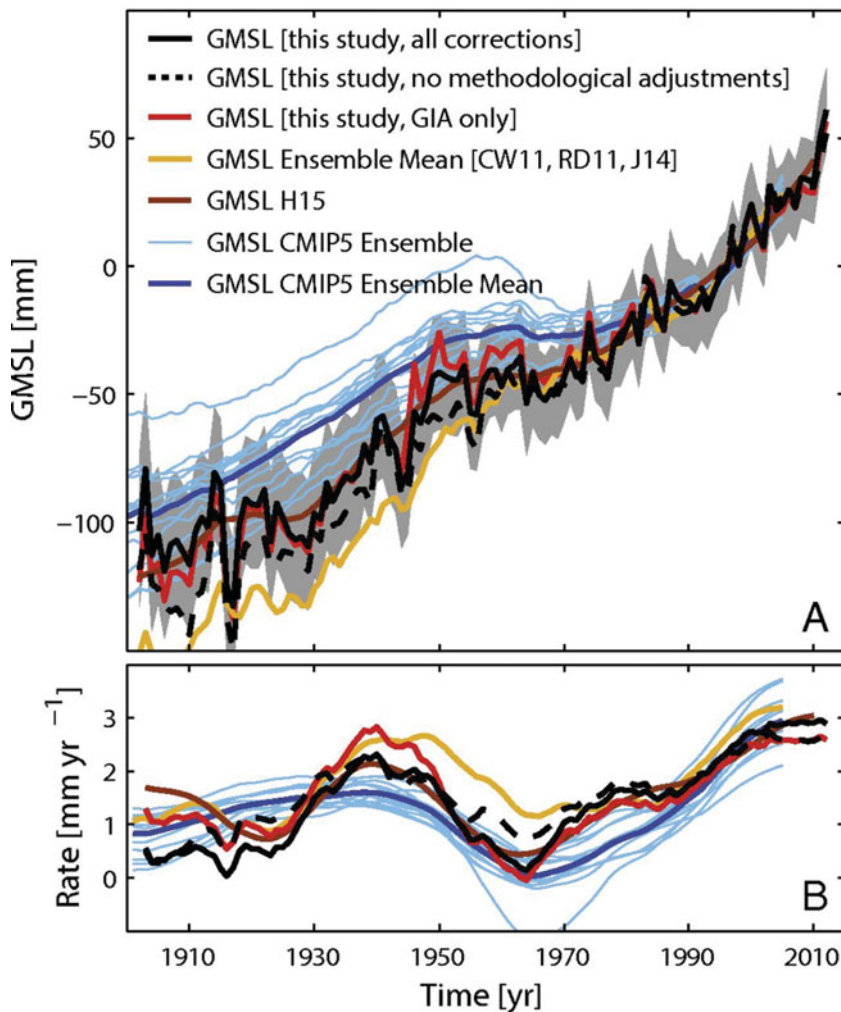 GMSL [this study, all corrections]
GMSL [this study, no methodological adjustments]
GMSL [this study, GIA only]
GMSL Ensemble Mean [CW11, RD11, J14]
GMSL H15
GMSL CMIP5 Ensemble
GMSL CMIP5 Ensemble Mean
GMSL [mm]
50
0
−50
−100
A
Rate [mm yr −1]
3
2
1
0
B
1910 1930 1950 1970 1990 2010
Time [yr]